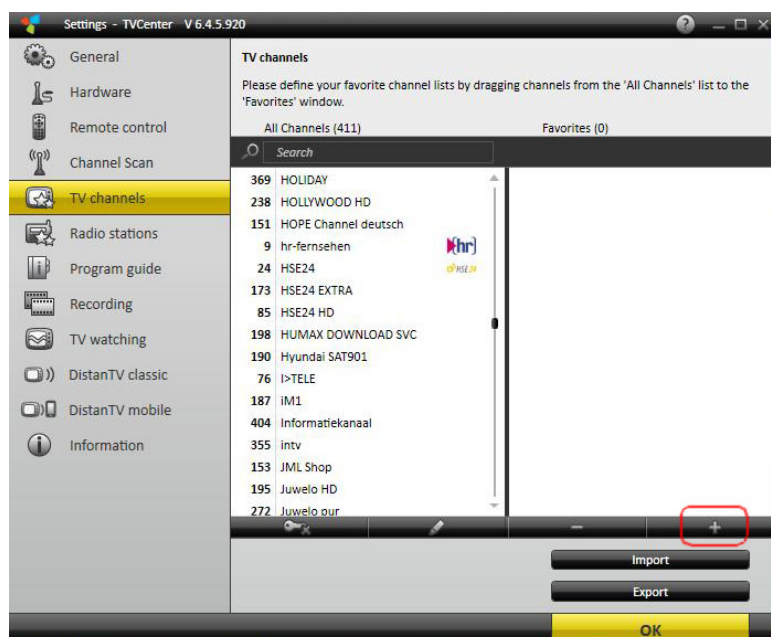 Settings - TVCenter V 6.4.5.920
?
General
Hardware
Remote control
Channel Scan
TV channels
Radio stations
Program guide
Recording
TV watching
DistanTV classic
DistanTV mobile
Information
TV channels
Please define your favorite channel lists by dragging channels from the 'All Channels' list to the
'Favorites' window.
All Channels (411) Favorites (0)
Search
369 HOLIDAY
238 HOLLYWOOD HD
151 HOPE Channel deutsch
9 hr-fernsehen hr
24 HSE24 HSE24
173 HSE24 EXTRA
85 HSE24 HD
198 HUMAX DOWNLOAD SVC
190 Hyundai SAT901
76 I>TELE
187 iM1
404 Informatiekanaal
355 intv
153 JML Shop
195 Juwelo HD
272 Juwelo pur
Import
Export
OK